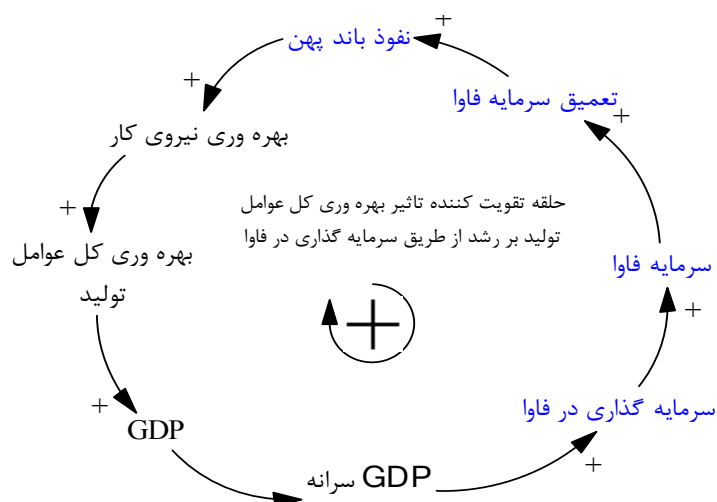 نفوذ باند پهن
تعمیق سرمایه فاوا
بهره وری نیروی کار
حلقه تقویت کننده تاثیر بهره وری کل عوامل
تولید بر رشد از طریق سرمایه گذاری در فاوا
بهره وری کل عوامل
تولید
سرمایه فاوا
سرمایه گذاری در فاوا
GDP
GDP سرانه
+
+
+
+
+
+
+
+